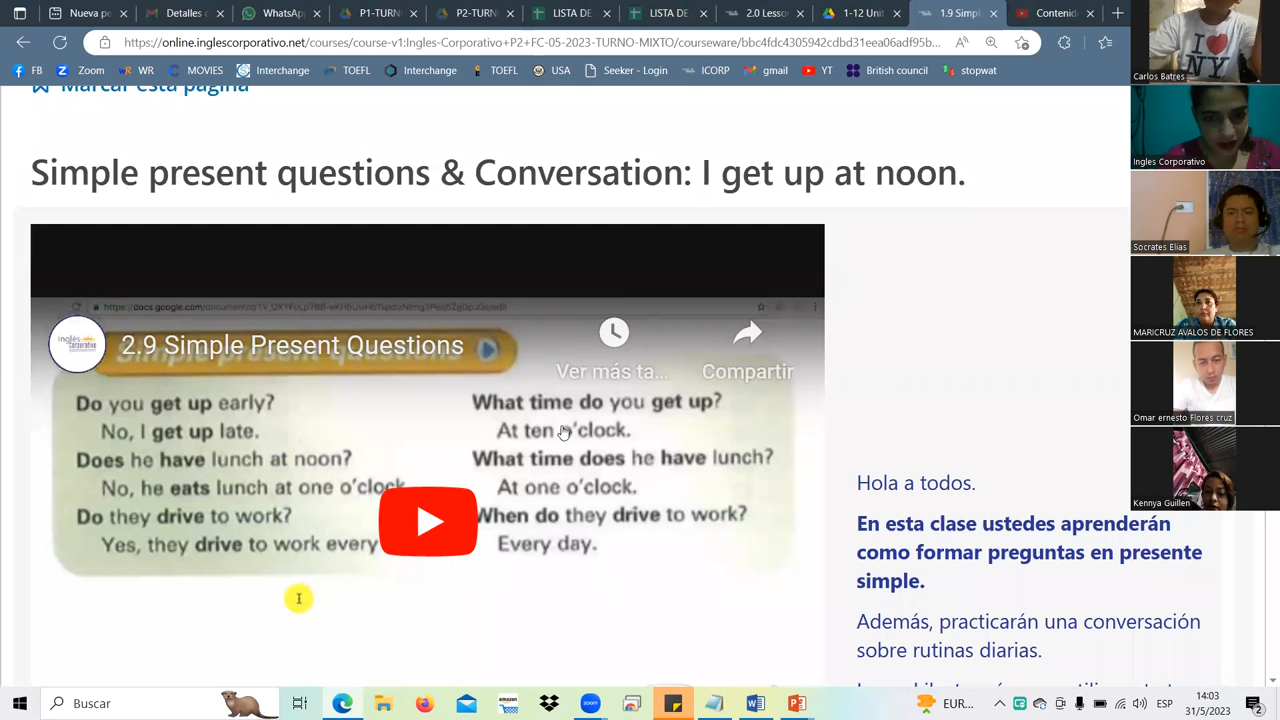 Nueva pe
Detalles
WhatsApp
P1-TURN
P2-TURN
LISTA DE
LISTA DE
2.0 Lesso
1-12 Unit
1.9 Simpl
Contenid
https://online.inglescorporativo.net/courses/course-v1:Ingles-Corporativo+P2+FC-05-2023-TURNO-MIXTO/courseware/bbc4fdc4305942cdbd31eea06adf95b...
FB
Zoom
WR
MOVIES
Interchange
TOEFL
Interchange
TOEFL
USA
Seeker - Login
ICORP
gmail
YT
British council
stopwat
Marcar esta página
Simple present questions & Conversation: I get up at noon.
2.9 Simple Present Questions
Ver más ta...
Compartir
Do you get up early?
No, I get up late.
Does he have lunch at noon?
No, he eats lunch at one o'clock
Do they drive to work?
Yes, they drive to work every
What time do you get up?
At ten o'clock.
What time does he have lunch?
At one o'clock.
When do they drive to work?
Every day.
Hola a todos.
En esta clase ustedes aprenderán
como formar preguntas en presente
simple.
Además, practicarán una conversación
sobre rutinas diarias.
I ♥ NY
Carlos Batres
Ingles Corporativo
Socrates Elias
MARICRUZ AVALOS DE FLORES
Omar ernesto Flores cruz
Kennya Guillen
Buscar
EUR...
ESP
14:03
31/5/2023
2